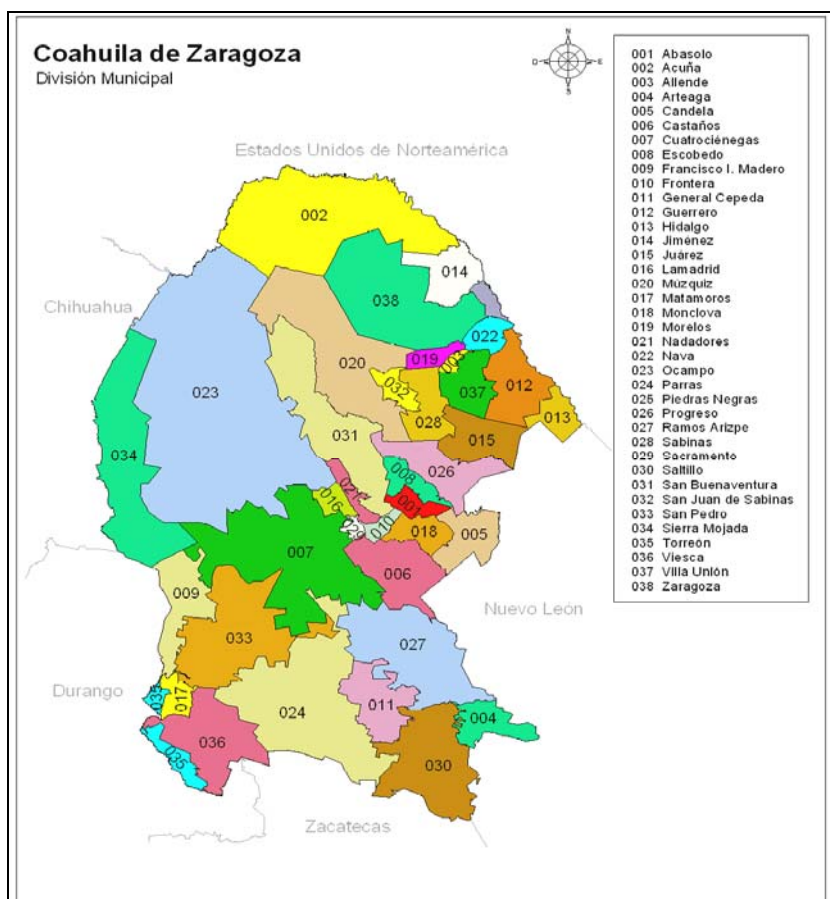 Coahuila de Zaragoza
División Municipal
N
O
E
S
001 Abasolo
002 Acuña
003 Allende
004 Arteaga
005 Candela
006 Castaños
007 Cuatrociénegas
008 Escobedo
009 Francisco I. Madero
010 Frontera
011 General Cepeda
012 Guerrero
013 Hidalgo
014 Jiménez
015 Juárez
016 Lamadrid
020 Múzquiz
017 Matamoros
018 Monclova
019 Morelos
021 Nadadores
022 Nava
023 Ocampo
024 Parras
025 Piedras Negras
026 Progreso
027 Ramos Arizpe
028 Sabinas
029 Sacramento
030 Saltillo
031 San Buenaventura
032 San Juan de Sabinas
033 San Pedro
034 Sierra Mojada
035 Torreón
036 Viesca
037 Villa Unión
038 Zaragoza
Estados Unidos de Norteamérica
002
014
038
Chihuahua
022
019
003
020
032
037
012
023
028
013
031
015
034
026
008
021
016
001
010
029
018
005
007
006
009
Nuevo León
033
027
Durango
035
017
024
011
004
036
035
030
Zacatecas